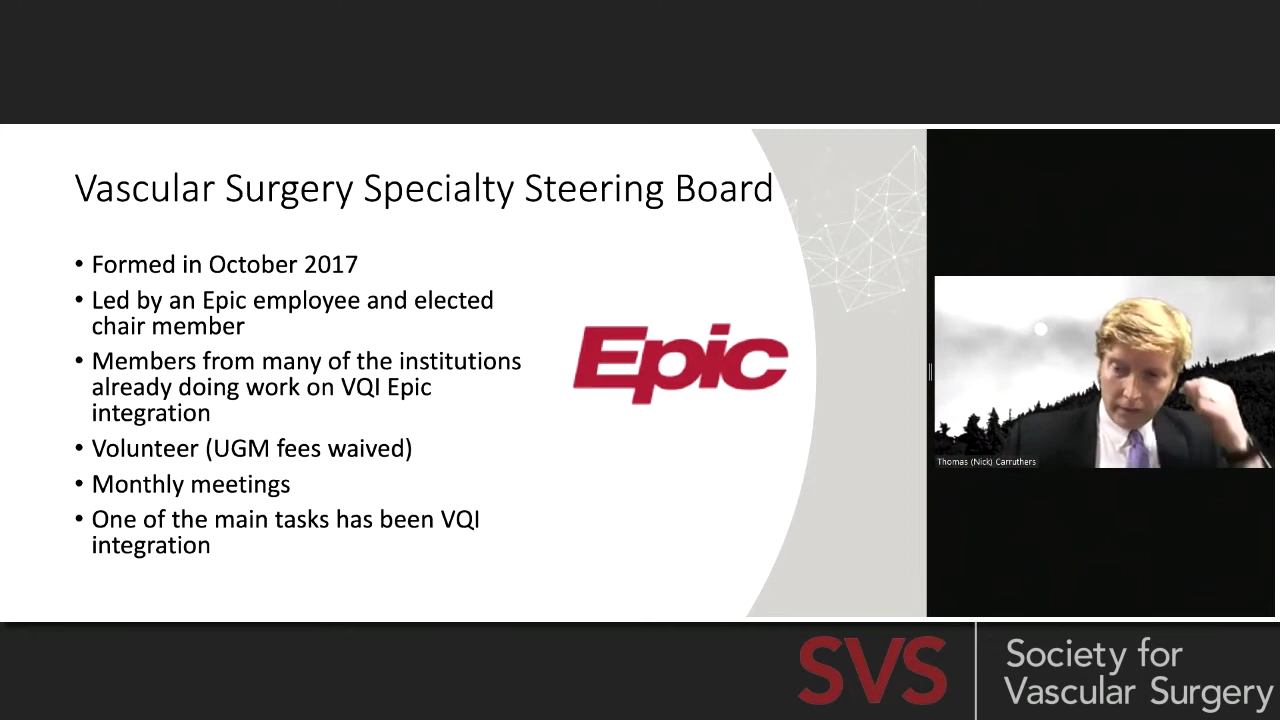 Vascular Surgery Specialty Steering Board
• Formed in October 2017
• Led by an Epic employee and elected
chair member
• Members from many of the institutions
already doing work on VQI Epic
integration
• Volunteer (UGM fees waived)
• Monthly meetings
• One of the main tasks has been VQI
integration
Epic
Thomas (Nick) Carruthers
SVS
Society for
Vascular Surgery